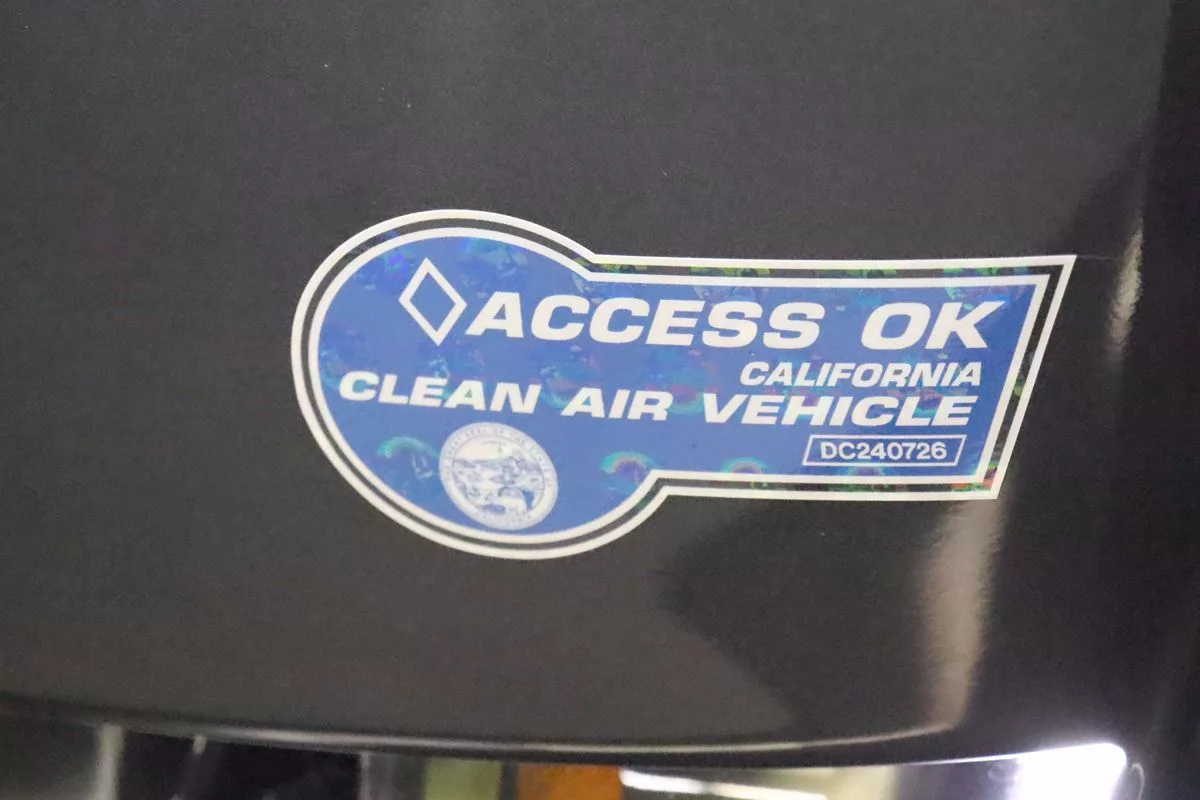 ACCESS OK
CALIFORNIA
CLEAN AIR VEHICLE
DC240726